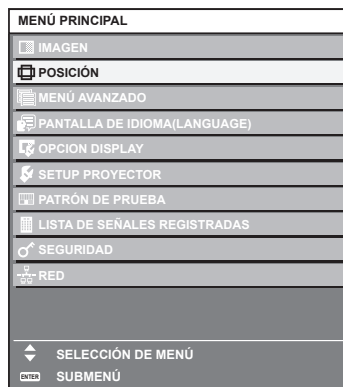 MENÚ PRINCIPAL
IMAGEN
POSICIÓN
MENÚ AVANZADO
PANTALLA DE IDIOMA(LANGUAGE)
OPCION DISPLAY
SETUP PROYECTOR
PATRÓN DE PRUEBA
LISTA DE SEÑALES REGISTRADAS
SEGURIDAD
RED
SELECCIÓN DE MENÚ
ENTER SUBMENÚ